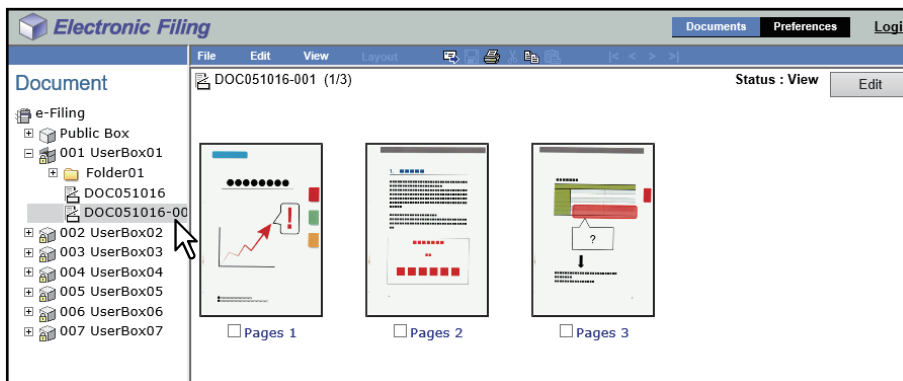 Electronic Filing
Documents Preferences Logi
File Edit View Layout |< < > >|
Document
DOC051016-001 (1/3)
Status : View Edit
e-Filing
Public Box
001 UserBox01
Folder01
DOC051016
DOC051016-00
002 UserBox02
003 UserBox03
004 UserBox04
005 UserBox05
006 UserBox06
007 UserBox07
!
1.
?
Pages 1 Pages 2 Pages 3